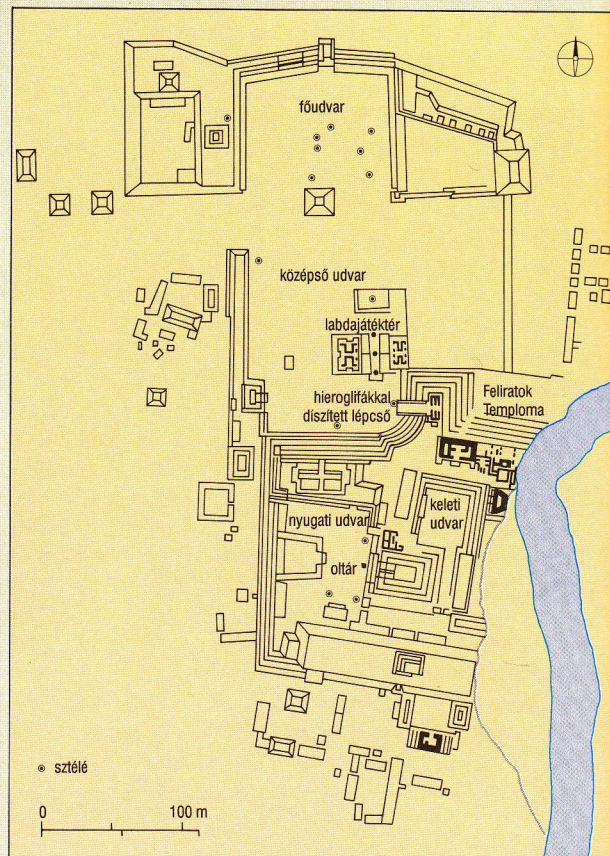 főudvar
középső udvar
labdajátéktér
hieroglifákkal
díszített lépcső
Feliratok
Temploma
nyugati udvar
keleti
udvar
oltár
sztélé
0 100 m